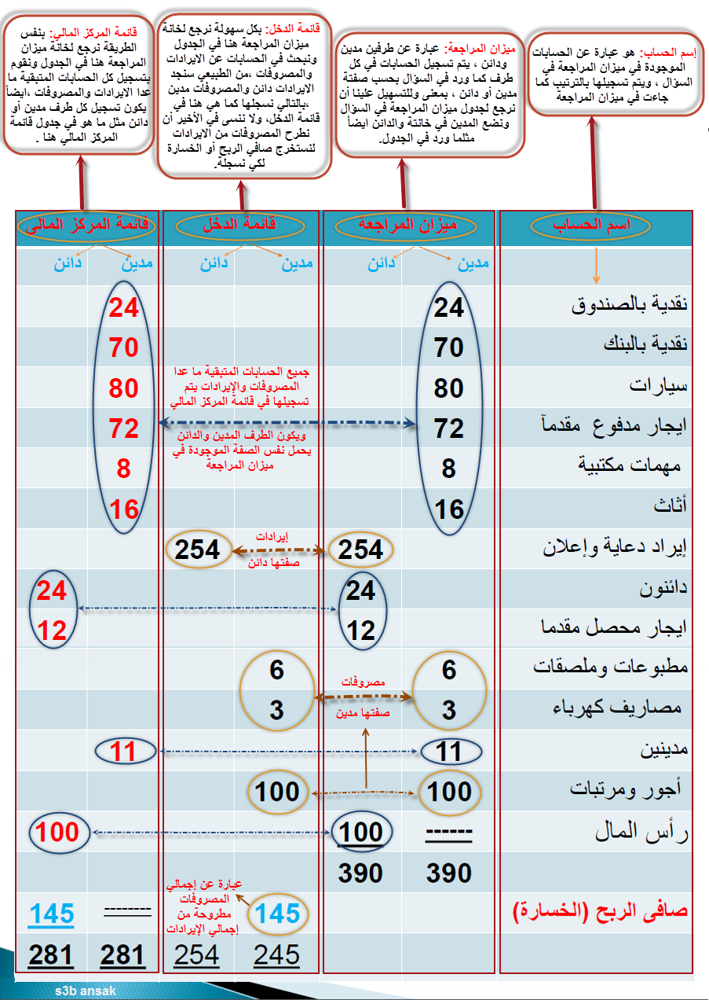 إسم الحساب: هو عبارة عن الحسابات
الموجودة في ميزان المراجعة في
السؤال ، ويتم تسجيلها بالترتيب كما
جاءت في ميزان المراجعة
ميزان المراجعة: عبارة عن طرفين مدين
ودائن ، يتم تسجيل الحسابات في كل
طرف كما ورد في السؤال بحسب صفتة
مدين أو دائن ، بمعنى وللتسهيل علينا أن
نرجع لجدول ميزان المراجعة في السؤال
ونضع المدين في خانتة والدائن ايضاً
مثلما ورد في الجدول.
قائمة الدخل: بكل سهولة نرجع لخانة
ميزان المراجعة هنا في الجدول
ونبحث في الحسابات عن الايرادات
والمصروفات ،من الطبيعي سنجد
الايرادات دائن والمصروفات مدين
،بالتالي نسجلها كما هي هنا في
قائمة الدخل، ولا ننسى في الأخير أن
نطرح المصروفات من الايرادات
لنستخرج صافي الربح أو الخسارة
لكي نسجلة.
قائمة المركز المالي: بنفس
الطريقة نرجع لخانة ميزان
المراجعة هنا في الجدول ونقوم
بتسجيل كل الحسابات المتبقية ما
عدا الايرادات والمصروفات ،ايضاً
يكون تسجيل كل طرف مدين أو
دائن مثل ما هو في جدول قائمة
المركز المالي هنا .
اسم الحساب ميزان المراجعة قائمة الدخل قائمة المركز المالى
مدين دائن مدين دائن مدين دائن
نقدية بالصندوق 24 24
نقدية بالبنك 70 70
سيارات 80 80
جميع الحسابات المتبقية ما عدا
المصروفات والإيرادات يتم
تسجيلها في قائمة المركز المالي
ايجار مدفوع مقدمآ 72 72
ويكون الطرف المدين والدائن
يحمل نفس الصفة الموجودة في
ميزان المراجعة
مهمات مكتبية 8 8
أثاث 16 16
إيراد دعاية وإعلان 254 254
إيرادات
صفتها دائن
دائنون 24 24
ايجار محصل مقدما 12 12
مطبوعات وملصقات 6 6
مصروفات
مصاريف كهرباء 3 3
صفتها مدين
مدينين 11 11
أجور ومرتبات 100 100
رأس المال ------ 100 100
390 390
عبارة عن إجمالي
المصروفات
مطروحة من
إجمالي الإيرادات
صافى الربح (الخسارة) 145 -------- 145
245 254 281 281
s3b ansak